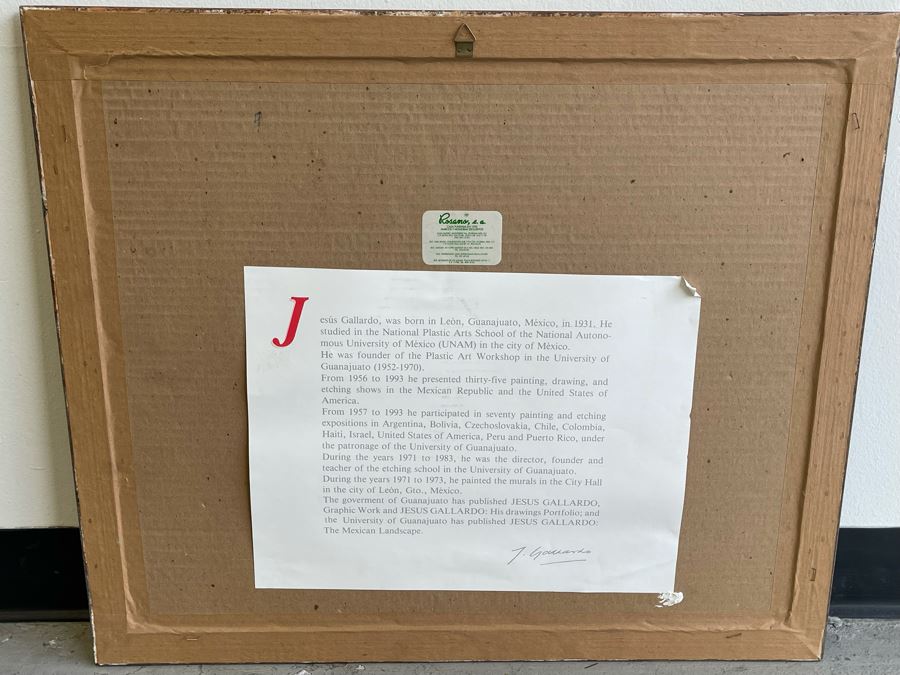 Rosano, s.a.
Jesús Gallardo, was born in Leòn, Guanajuato, Mèxico, in 1931. He
studied in the National Plastic Arts School of the National Autono-
mous University of Mèxico (UNAM) in the city of Mèxico.
He was founder of the Plastic Art Workshop in the University of
Guanajuato (1952-1970).
From 1956 to 1993 he presented thirty-five painting, drawing, and
etching shows in the Mexican Republic and the United States of
America.
From 1957 to 1993 he participated in seventy painting and etching
expositions in Argentina, Bolivia, Czechoslovakia, Chile, Colombia,
Haiti, Israel, United States of America, Peru and Puerto Rico, under
the patronage of the University of Guanajuato.
During the years 1971 to 1983, he was the director, founder and
teacher of the etching school in the University of Guanajuato.
During the years 1971 to 1973, he painted the murals in the City Hall
in the city of Leòn, Gto., Mèxico.
The goverment of Guanajuato has published JESUS GALLARDO,
Graphic Work and JESUS GALLARDO: His drawings Portfolio; and
the University of Guanajuato has published JESUS GALLARDO:
The Mexican Landscape.
J. Gallardo